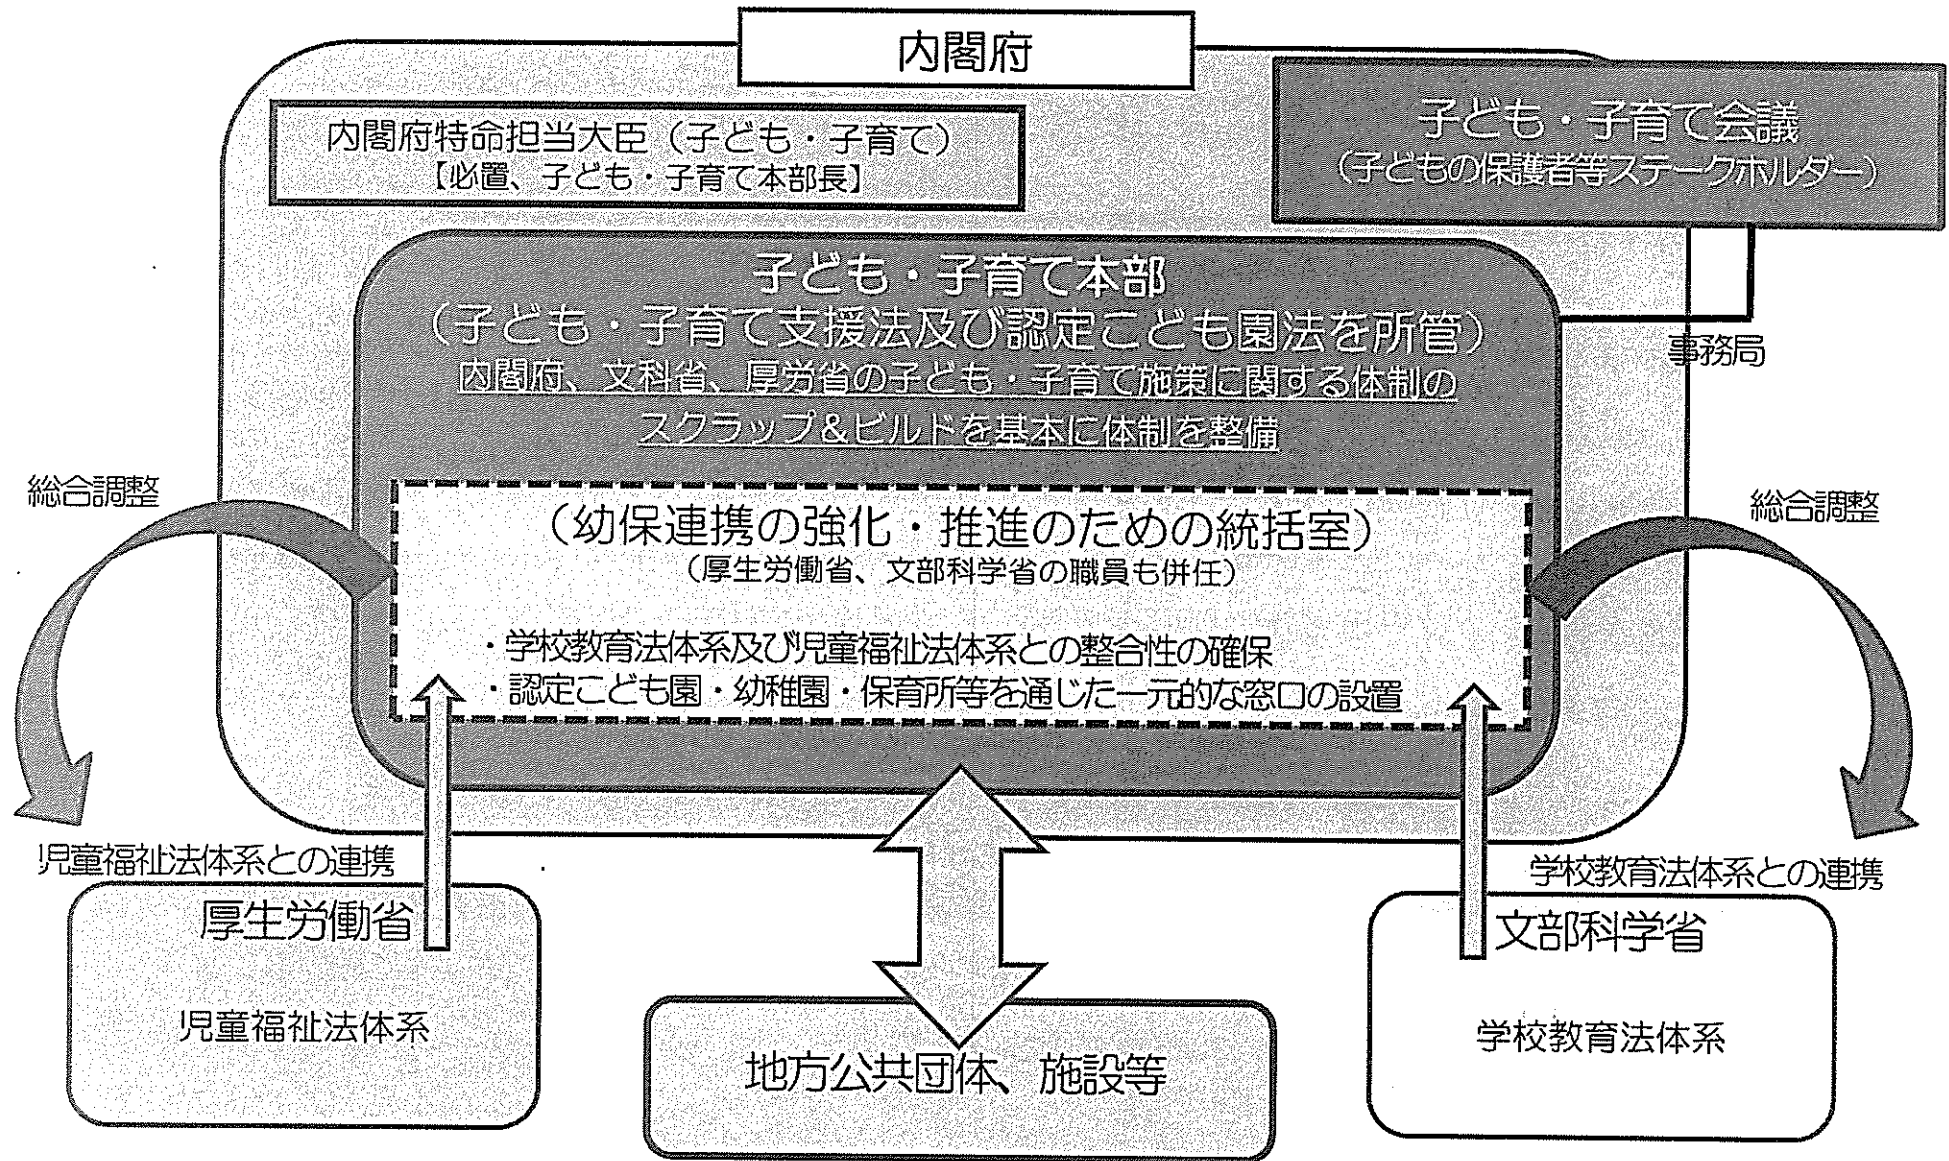 内閣府
内閣府特命担当大臣（子ども・子育て）
【必置、子ども・子育て本部長】
子ども・子育て会議
（子どもの保護者等ステークホルダー）
子ども・子育て本部
（子ども・子育て支援法及び認定こども園法を所管）
内閣府、文科省、厚労省の子ども・子育て施策に関する体制の
スクラップ＆ビルドを基本に体制を整備
事務局
総合調整
総合調整
（幼保連携の強化・推進のための統括室）
（厚生労働省、文部科学省の職員も併任）
・学校教育法体系及び児童福祉法体系との整合性の確保
・認定こども園・幼稚園・保育所等を通じた一元的な窓口の設置
児童福祉法体系との連携
厚生労働省
児童福祉法体系
地方公共団体、施設等
学校教育法体系との連携
文部科学省
学校教育法体系